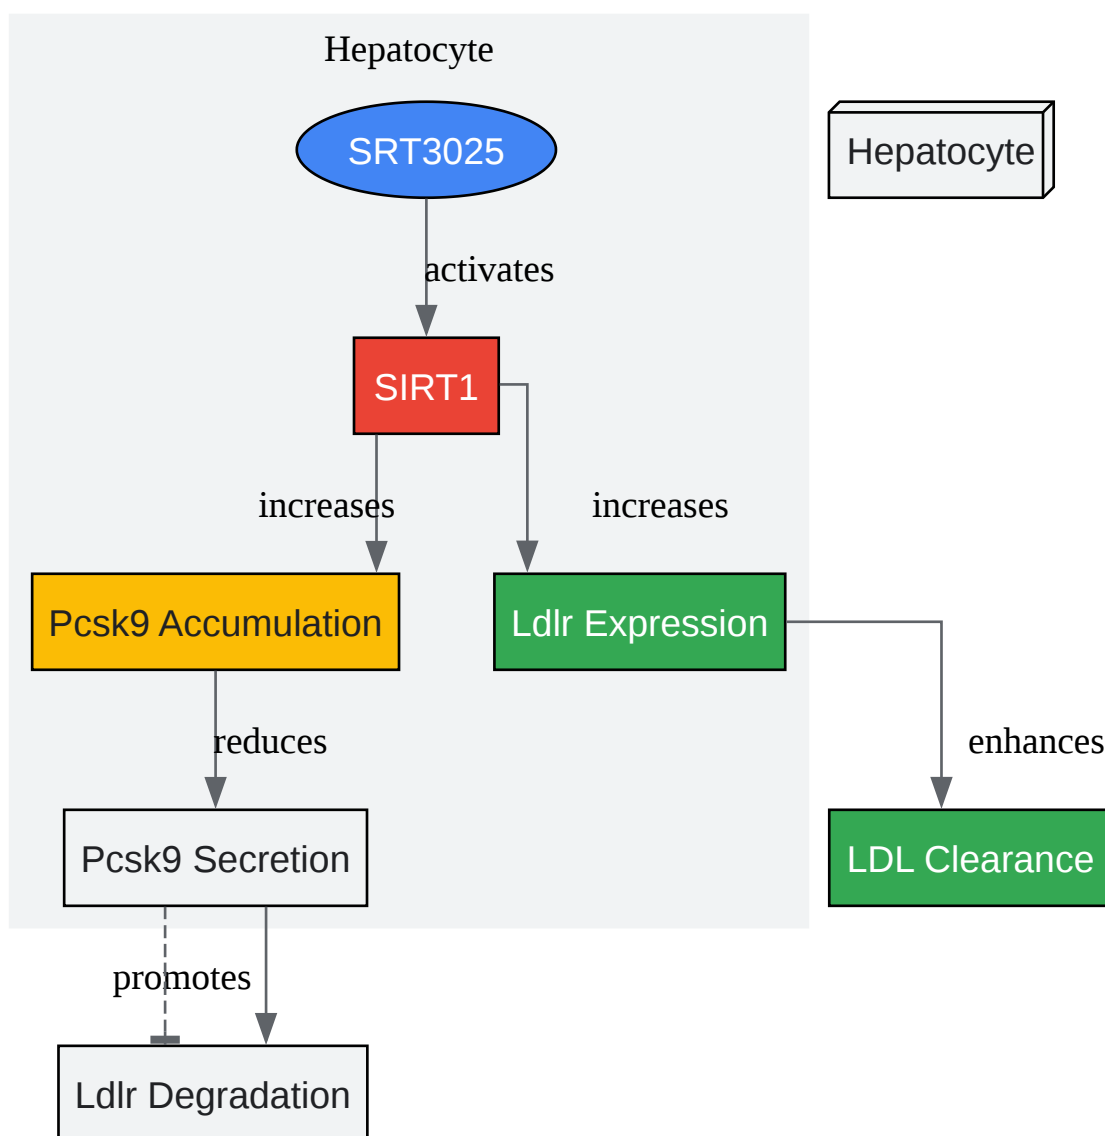 Hepatocyte
SRT3025
Hepatocyte
activates
SIRT1
increases
increases
Pcsk9 Accumulation
Ldlr Expression
reduces
enhances
Pcsk9 Secretion
LDL Clearance
promotes
Ldlr Degradation